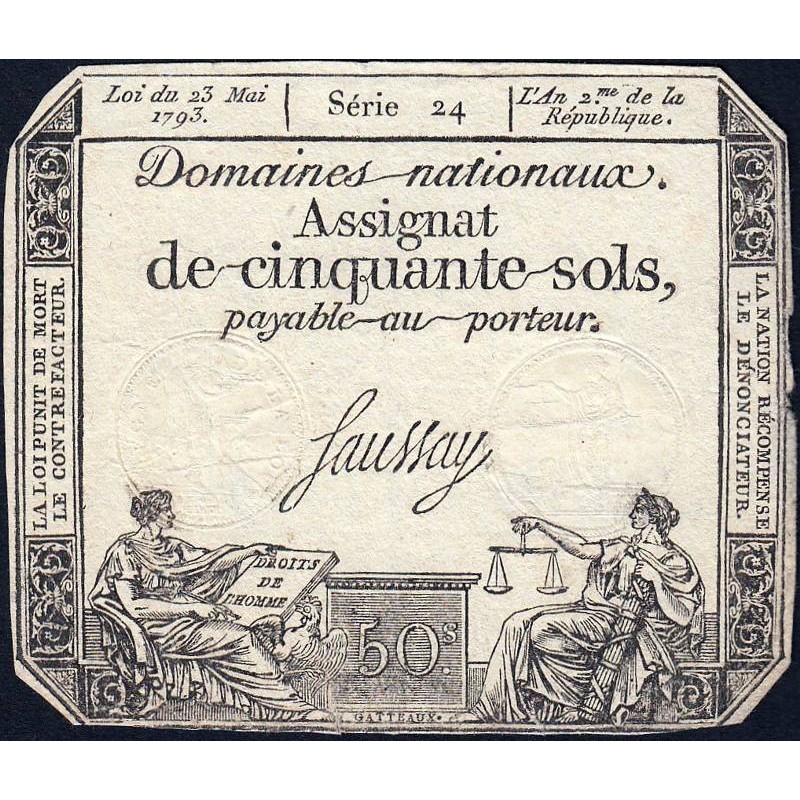 Loi du 23 Mai
1793.
Série 24
L'An 2.me de la
République.
Domaines nationaux.
Assignat
de cinquante sols,
payable au porteur.
LA LOI PUNIT DE MORT
LE CONTREFACTEUR.
LA NATION RÉCOMPENSE
LE DÉNONCIATEUR.
Saussay
DROITS
DE
L'HOMME
50.s
GATTEAUX.